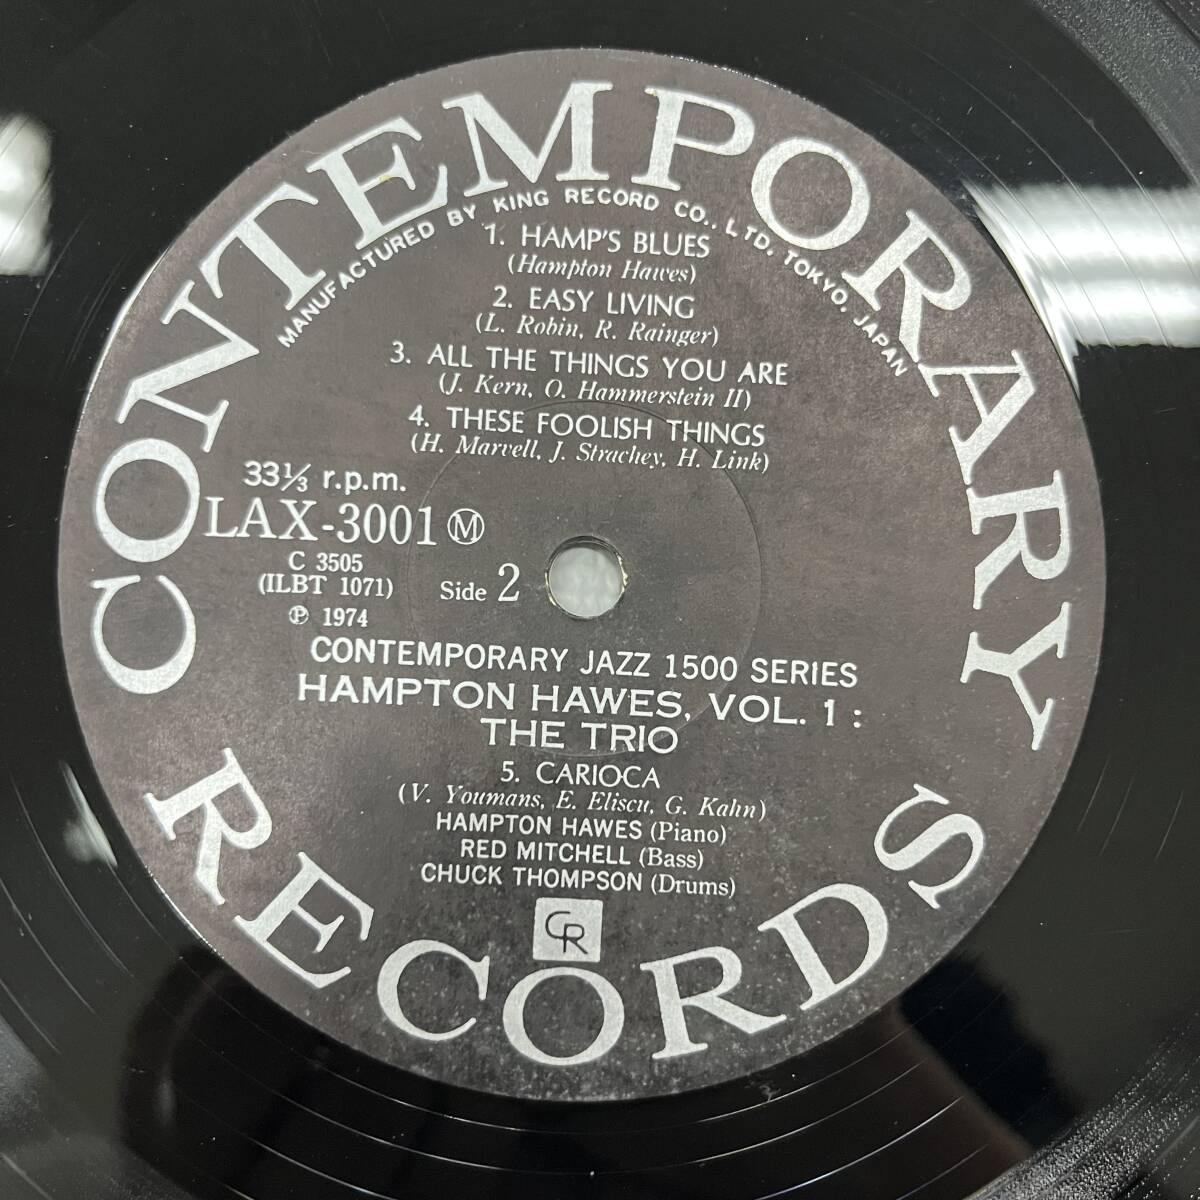 CONTEMPORARY
MANUFACTURED BY KING RECORD CO., LTD. TOKYO, JAPAN
1. HAMP'S BLUES
(Hampton Hawes)
2. EASY LIVING
(L. Robin, R. Rainger)
3. ALL THE THINGS YOU ARE
(J. Kern, O. Hammerstein II)
4. THESE FOOLISH THINGS
(H. Marvell, J. Strachey, H. Link)
33⅓ r.p.m.
LAX-3001 Ⓜ
C 3505
(ILBT 1071)
Side 2
℗ 1974
CONTEMPORARY JAZZ 1500 SERIES
HAMPTON HAWES, VOL. 1 :
THE TRIO
5. CARIOCA
(V. Youmans, E. Eliscu, G. Kahn)
HAMPTON HAWES (Piano)
RED MITCHELL (Bass)
CHUCK THOMPSON (Drums)
CR
RECORDS